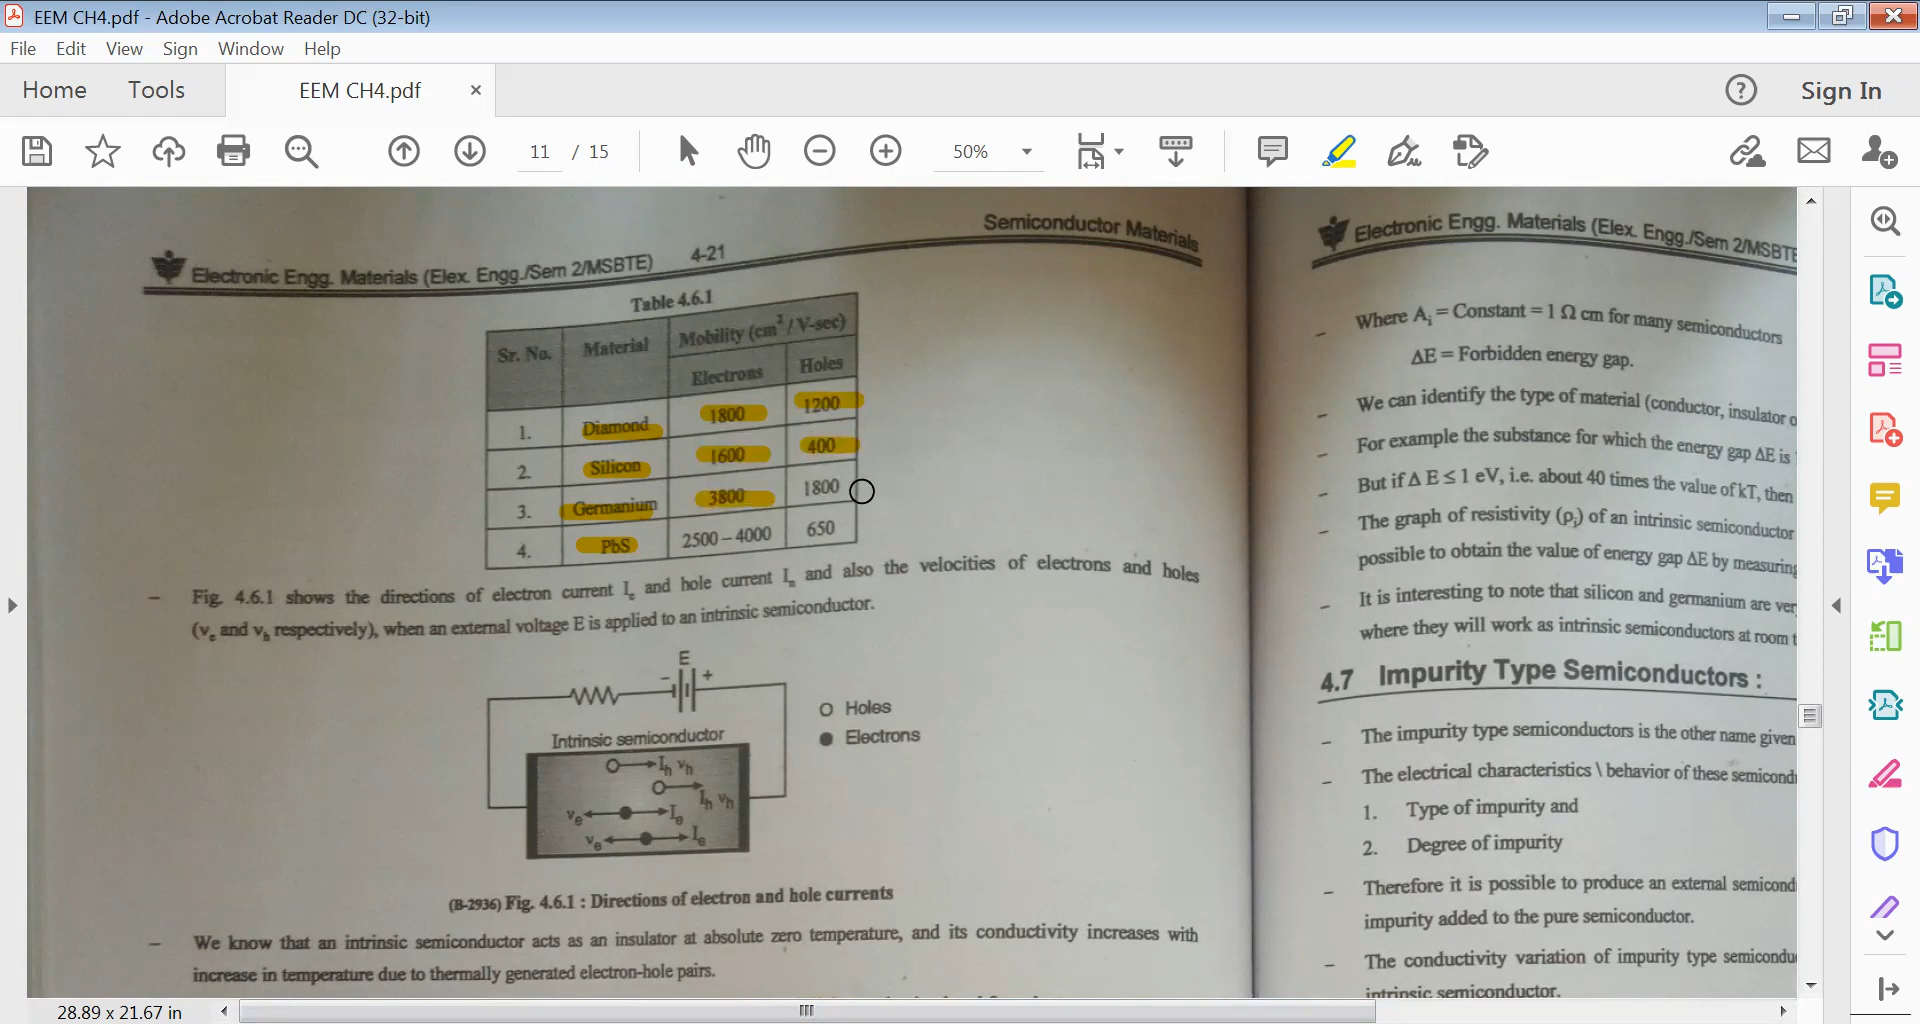 EEM CH4.pdf - Adobe Acrobat Reader DC (32-bit)
File Edit View Sign Window Help
Home Tools EEM CH4.pdf × Sign In
11 / 15 50%
Semiconductor Materials
Electronic Engg. Materials (Elex. Engg./Sem 2/MSBTE) 4-21
Table 4.6.1
Sr. No. Material Mobility (cm² / V-sec)
Electrons Holes
1. Diamond 1800 1200
2. Silicon 1600 400
3. Germanium 3800 1800
4. PbS 2500 – 4000 650
– Fig. 4.6.1 shows the directions of electron current Iₑ and hole current Iₙ and also the velocities of electrons and holes
(vₑ and vₕ respectively), when an external voltage E is applied to an intrinsic semiconductor.
E
– +
Intrinsic semiconductor
Iₕ vₕ
Iₕ vₕ
vₑ Iₑ
vₑ Iₑ
Holes
Electrons
(B-2936) Fig. 4.6.1 : Directions of electron and hole currents
– We know that an intrinsic semiconductor acts as an insulator at absolute zero temperature, and its conductivity increases with
increase in temperature due to thermally generated electron-hole pairs.
Electronic Engg. Materials (Elex. Engg./Sem 2/MSBTE
– Where Aᵢ = Constant = 1 Ω cm for many semiconductors
ΔE = Forbidden energy gap.
– We can identify the type of material (conductor, insulator o
– For example the substance for which the energy gap ΔE is
– But if Δ E ≤ 1 eV, i.e. about 40 times the value of kT, then
– The graph of resistivity (ρᵢ) of an intrinsic semiconductor
possible to obtain the value of energy gap ΔE by measuring
– It is interesting to note that silicon and germanium are ver
where they will work as intrinsic semiconductors at room t
4.7 Impurity Type Semiconductors :
– The impurity type semiconductors is the other name given
– The electrical characteristics \ behavior of these semicond
1. Type of impurity and
2. Degree of impurity
– Therefore it is possible to produce an external semicond
impurity added to the pure semiconductor.
– The conductivity variation of impurity type semicondu
intrinsic semiconductor.
28.89 x 21.67 in